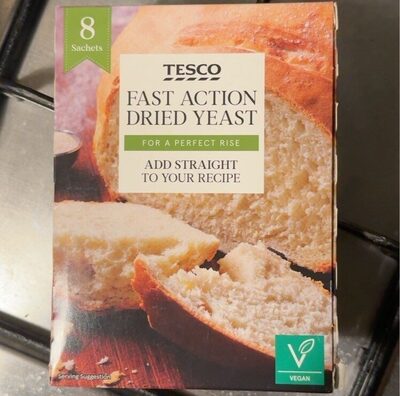 8
Sachets
TESCO
FAST ACTION
DRIED YEAST
FOR A PERFECT RISE
ADD STRAIGHT
TO YOUR RECIPE
Serving Suggestion
V
VEGAN